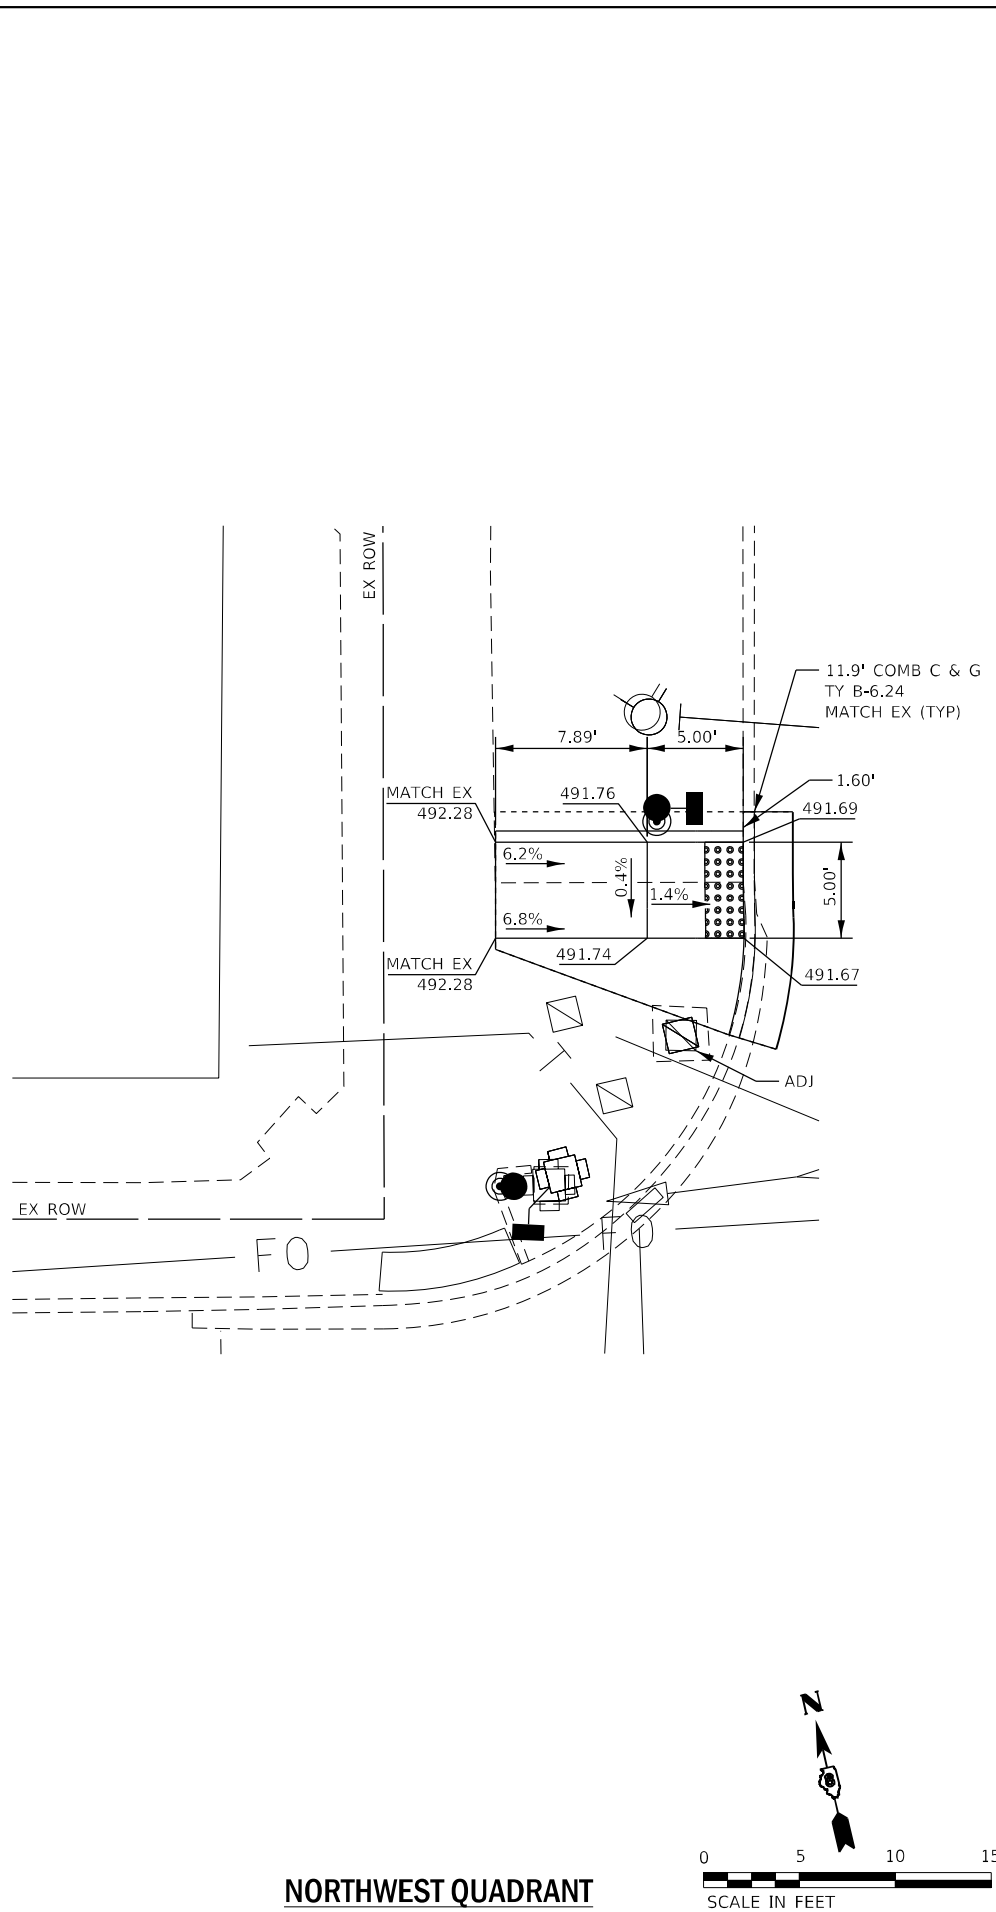 EX ROW
11.9' COMB C & G
TY B-6.24
MATCH EX (TYP)
7.89'
5.00'
1.60'
MATCH EX
492.28
491.76
491.69
6.2%
0.4%
1.4%
5.00'
6.8%
491.74
MATCH EX
492.28
491.67
ADJ
EX ROW
FO
N
8
0 5 10 15
SCALE IN FEET
NORTHWEST QUADRANT